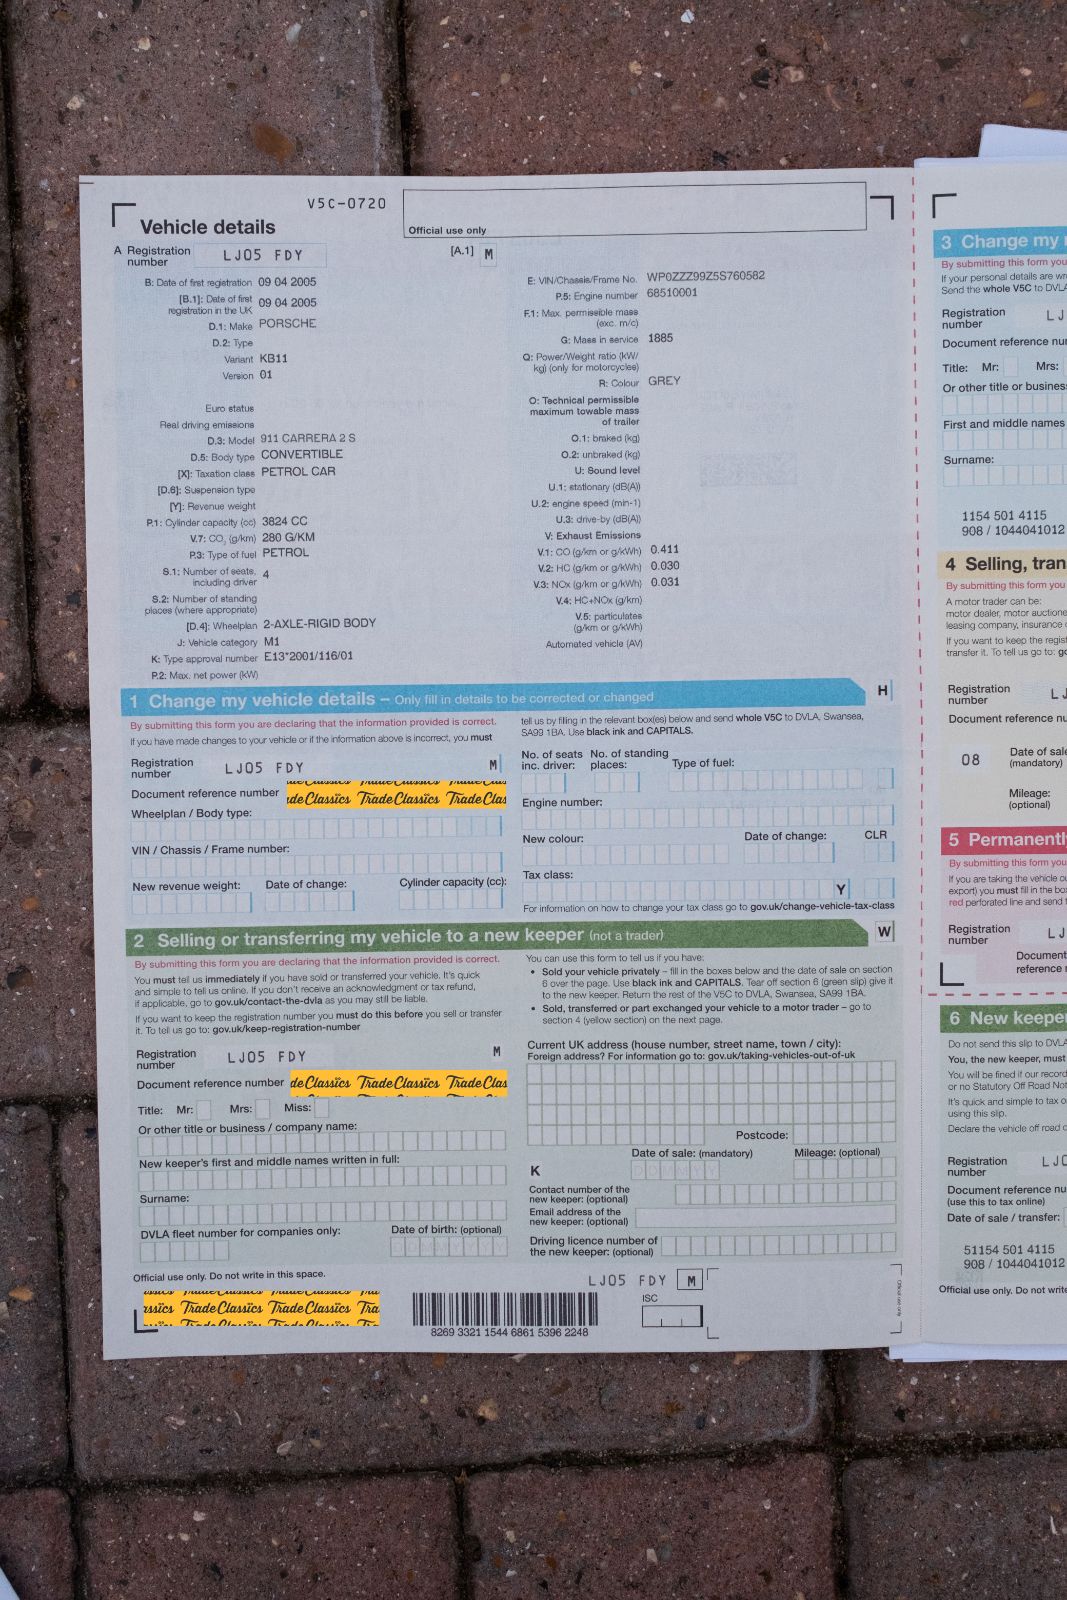 V5C-0720
Vehicle details
Official use only
A Registration number LJ05 FDY
[A.1] M
B: Date of first registration 09 04 2005
[B.1]: Date of first registration in the UK 09 04 2005
D.1: Make PORSCHE
D.2: Type
Variant KB11
Version 01
Euro status
Real driving emissions
D.3: Model 911 CARRERA 2 S
D.5: Body type CONVERTIBLE
[X]: Taxation class PETROL CAR
[D.6]: Suspension type
[Y]: Revenue weight
P.1: Cylinder capacity (cc) 3824 CC
V.7: CO₂ (g/km) 280 G/KM
P.3: Type of fuel PETROL
S.1: Number of seats, including driver 4
S.2: Number of standing places (where appropriate)
[D.4]: Wheelplan 2-AXLE-RIGID BODY
J: Vehicle category M1
K: Type approval number E13*2001/116/01
P.2: Max. net power (kW)
E: VIN/Chassis/Frame No. WP0ZZZ99Z5S760582
P.5: Engine number 68510001
F.1: Max. permissible mass (exc. m/c)
G: Mass in service 1885
Q: Power/Weight ratio (kW/kg) (only for motorcycles)
R: Colour GREY
O: Technical permissible maximum towable mass of trailer
O.1: braked (kg)
O.2: unbraked (kg)
U: Sound level
U.1: stationary (dB(A))
U.2: engine speed (min-1)
U.3: drive-by (dB(A))
V: Exhaust Emissions
V.1: CO (g/km or g/kWh) 0.411
V.2: HC (g/km or g/kWh) 0.030
V.3: NOx (g/km or g/kWh) 0.031
V.4: HC+NOx (g/km)
V.5: particulates (g/km or g/kWh)
Automated vehicle (AV)
1 Change my vehicle details – Only fill in details to be corrected or changed
H
By submitting this form you are declaring that the information provided is correct.
If you have made changes to your vehicle or if the information above is incorrect, you must
tell us by filing in the relevant box(es) below and send whole V5C to DVLA, Swansea,
SA99 1BA. Use black ink and CAPITALS.
Registration number LJ05 FDY M
Document reference number
deClassics TradeClassics TradeClas
Wheelplan / Body type:
VIN / Chassis / Frame number:
New revenue weight: Date of change: Cylinder capacity (cc):
No. of seats inc. driver: No. of standing places: Type of fuel:
Engine number:
New colour: Date of change: CLR
Tax class:
Y
For information on how to change your tax class go to gov.uk/change-vehicle-tax-class
2 Selling or transferring my vehicle to a new keeper (not a trader)
W
By submitting this form you are declaring that the information provided is correct.
You must tell us immediately if you have sold or transferred your vehicle. It's quick
and simple to tell us online. If you don't receive an acknowledgment or tax refund,
if applicable, go to gov.uk/contact-the-dvla as you may still be liable.
If you want to keep the registration number you must do this before you sell or transfer
it. To tell us go to: gov.uk/keep-registration-number
You can use this form to tell us if you have:
• Sold your vehicle privately – fill in the boxes below and the date of sale on section
6 over the page. Use black ink and CAPITALS. Tear off section 6 (green slip) give it
to the new keeper. Return the rest of the V5C to DVLA, Swansea, SA99 1BA.
• Sold, transferred or part exchanged your vehicle to a motor trader – go to
section 4 (yellow section) on the next page.
Registration number LJ05 FDY M
Document reference number
deClassics TradeClassics TradeClas
Title: Mr: Mrs: Miss:
Or other title or business / company name:
New keeper's first and middle names written in full:
Surname:
DVLA fleet number for companies only: Date of birth: (optional)
Current UK address (house number, street name, town / city):
Foreign address? For information go to: gov.uk/taking-vehicles-out-of-uk
Postcode:
Date of sale: (mandatory) Mileage: (optional)
K
Contact number of the new keeper: (optional)
Email address of the new keeper: (optional)
Driving licence number of the new keeper: (optional)
Official use only. Do not write in this space.
assics TradeClassics Tra
8269 3321 1544 6861 5396 2248
LJ05 FDY M
ISC
3 Change my
By submitting this form you
If your personal details are
Send the whole V5C to DVLA
Registration number LJ
Document reference
Title: Mr: Mrs:
Or other title or business
First and middle names
Surname:
1154 501 4115
908 / 1044041012
4 Selling, tran
By submitting this form you
A motor trader can be:
motor dealer, motor auctione
leasing company, insurance
If you want to keep the regist
transfer it. To tell us go to:
Registration number L
Document reference
08
Date of sale (mandatory)
Mileage: (optional)
5 Permanently
By submitting this form you
If you are taking the vehicle
export) you must fill in the
red perforated line and send
Registration number LJ
Document
reference
6 New keeper
Do not send this slip to DVLA
You, the new keeper, must
You will be fined if our record
or no Statutory Off Road
It's quick and simple to tax
using this slip.
Declare the vehicle off road
Registration number LJ0
Document reference
(use this to tax online)
Date of sale / transfer:
51154 501 4115
908 / 1044041012
Official use only. Do not write